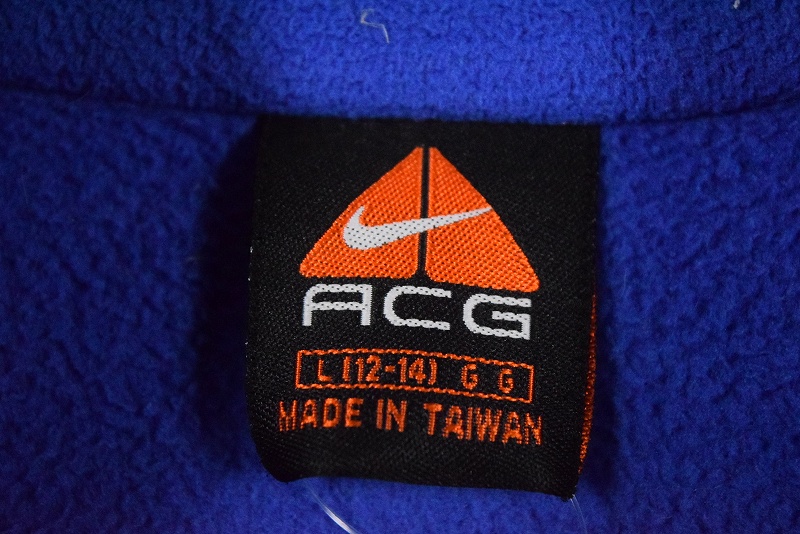 ACG
L (12-14) G G
MADE IN TAIWAN